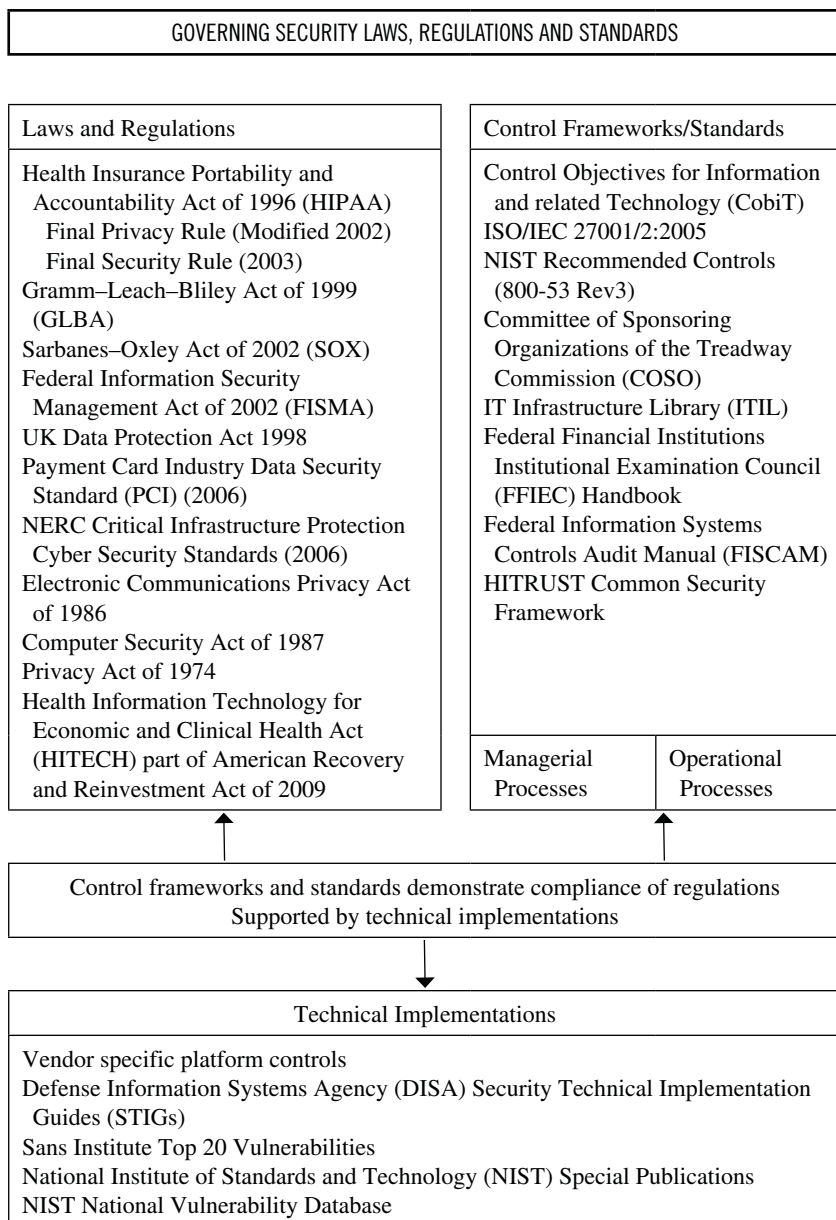 GOVERNING SECURITY LAWS, REGULATIONS AND STANDARDS
Laws and Regulations
Health Insurance Portability and
Accountability Act of 1996 (HIPAA)
Final Privacy Rule (Modified 2002)
Final Security Rule (2003)
Gramm–Leach–Bliley Act of 1999
(GLBA)
Sarbanes–Oxley Act of 2002 (SOX)
Federal Information Security
Management Act of 2002 (FISMA)
UK Data Protection Act 1998
Payment Card Industry Data Security
Standard (PCI) (2006)
NERC Critical Infrastructure Protection
Cyber Security Standards (2006)
Electronic Communications Privacy Act
of 1986
Computer Security Act of 1987
Privacy Act of 1974
Health Information Technology for
Economic and Clinical Health Act
(HITECH) part of American Recovery
and Reinvestment Act of 2009
Control Frameworks/Standards
Control Objectives for Information
and related Technology (CobiT)
ISO/IEC 27001/2:2005
NIST Recommended Controls
(800-53 Rev3)
Committee of Sponsoring
Organizations of the Treadway
Commission (COSO)
IT Infrastructure Library (ITIL)
Federal Financial Institutions
Institutional Examination Council
(FFIEC) Handbook
Federal Information Systems
Controls Audit Manual (FISCAM)
HITRUST Common Security
Framework
Managerial
Processes
Operational
Processes
Control frameworks and standards demonstrate compliance of regulations
Supported by technical implementations
Technical Implementations
Vendor specific platform controls
Defense Information Systems Agency (DISA) Security Technical Implementation
Guides (STIGs)
Sans Institute Top 20 Vulnerabilities
National Institute of Standards and Technology (NIST) Special Publications
NIST National Vulnerability Database